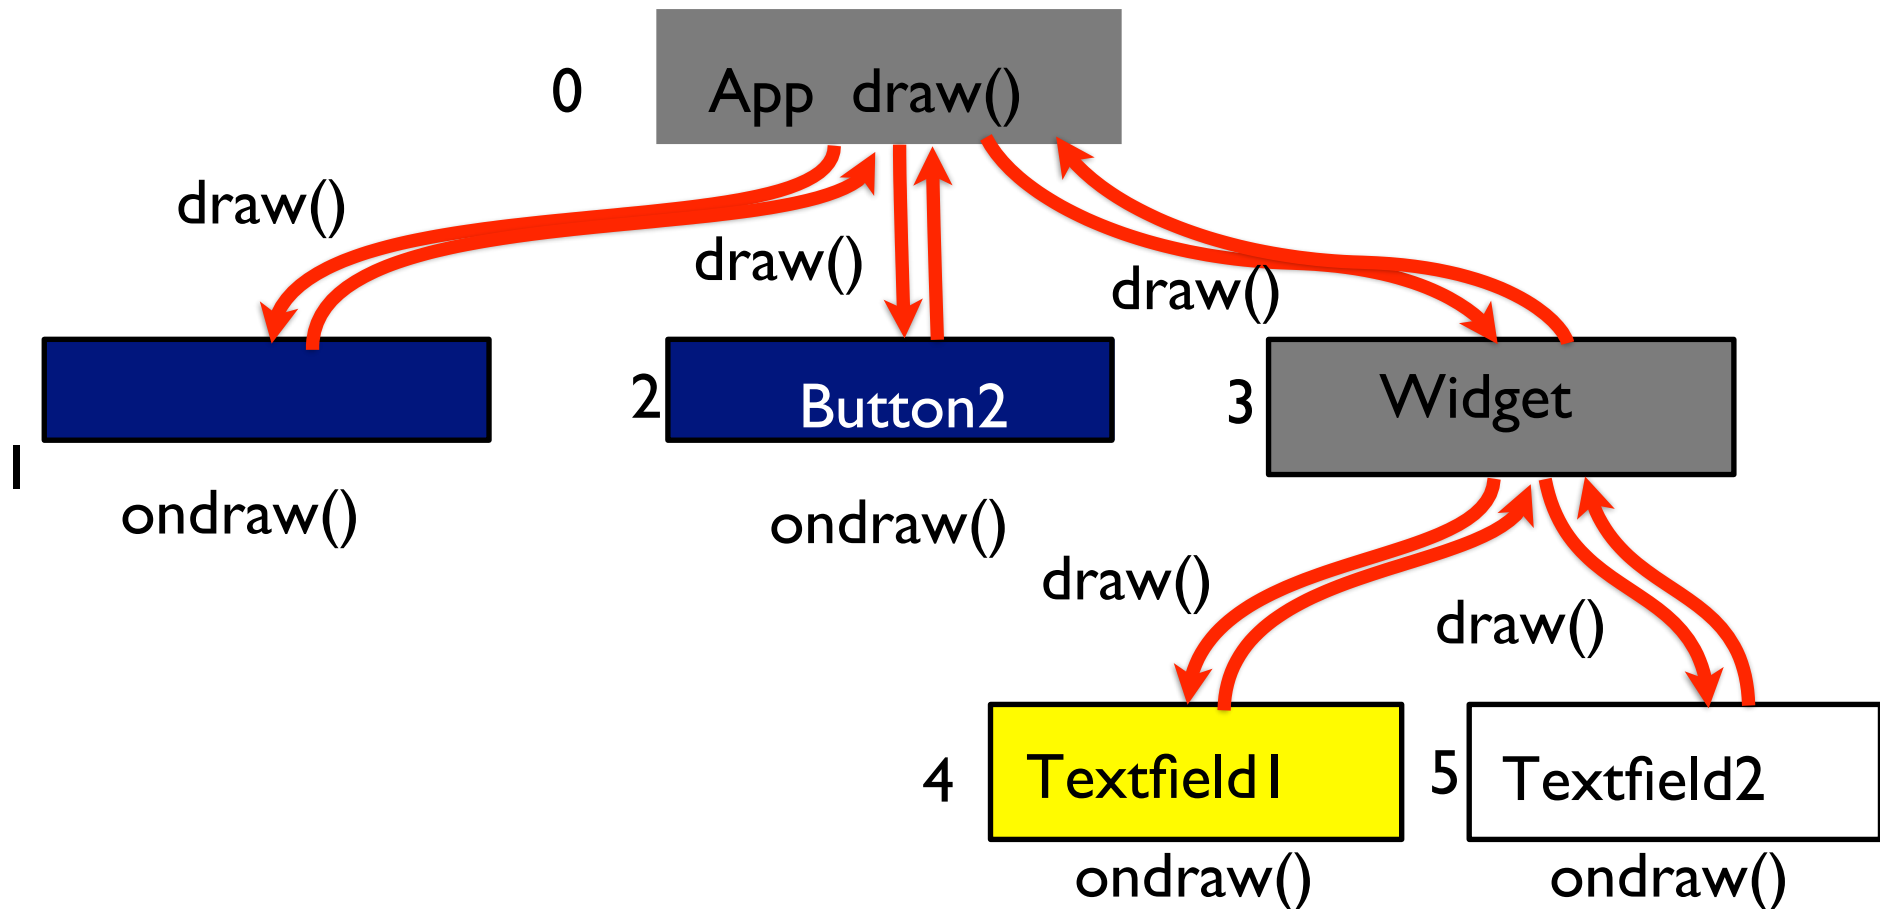 0
App draw()
draw()
draw()
draw()
2
Button2
3
Widget
1
ondraw()
ondraw()
draw()
draw()
4
Textfield1
5
Textfield2
ondraw()
ondraw()